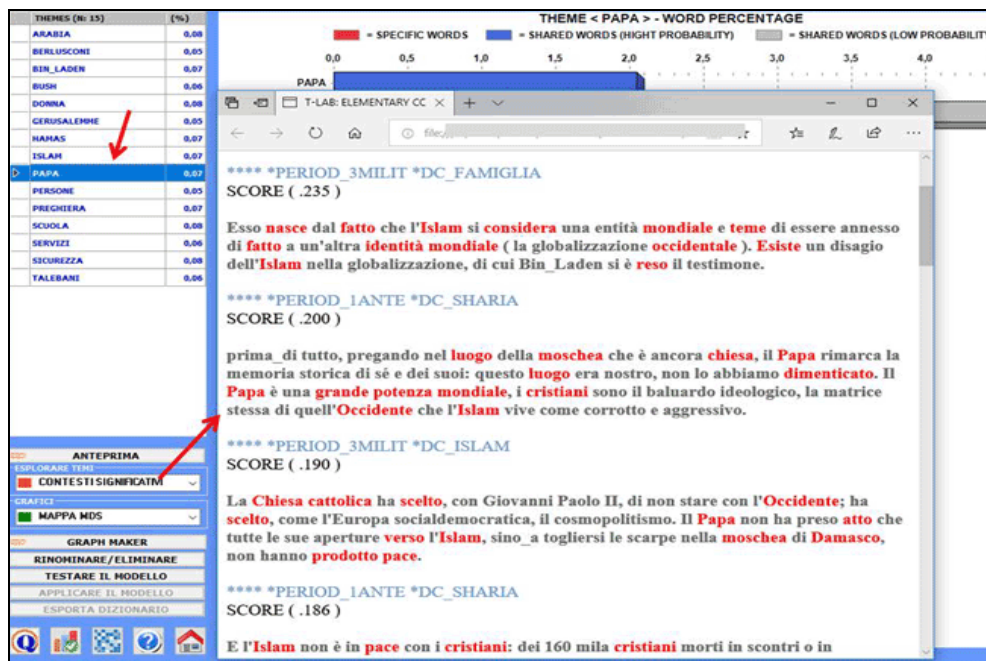 THEMES (N: 15) (%)
ARABIA 0,08
BERLUSCONI 0,05
BIN_LADEN 0,07
BUSH 0,06
DONNA 0,08
GERUSALEMME 0,05
HAMAS 0,07
ISLAM 0,07
PAPA 0,07
PERSONE 0,05
PREGHIERA 0,07
SCUOLA 0,08
SERVIZI 0,06
SICUREZZA 0,08
TALEBANI 0,06
ANTEPRIMA
ESPLORARE TEMI
CONTESTI SIGNIFICATIVI
GRAFICI
MAPPA MDS
GRAPH MAKER
RINOMINARE/ELIMINARE
TESTARE IL MODELLO
APPLICARE IL MODELLO
ESPORTA DIZIONARIO
THEME < PAPA > - WORD PERCENTAGE
= SPECIFIC WORDS = SHARED WORDS (HIGHT PROBABILITY) = SHARED WORDS (LOW PROBABILIT
0,0 0,5 1,0 1,5 2,0 2,5 3,0 3,5 4,0
PAPA
T-LAB: ELEMENTARY CC
file:
**** *PERIOD_3MILIT *DC_FAMIGLIA
SCORE ( .235 )
Esso nasce dal fatto che l'Islam si considera una entità mondiale e teme di essere annesso
di fatto a un'altra identità mondiale ( la globalizzazione occidentale ). Esiste un disagio
dell'Islam nella globalizzazione, di cui Bin_Laden si è reso il testimone.
**** *PERIOD_1ANTE *DC_SHARIA
SCORE ( .200 )
prima_di tutto, pregando nel luogo della moschea che è ancora chiesa, il Papa rimarca la
memoria storica di sé e dei suoi: questo luogo era nostro, non lo abbiamo dimenticato. Il
Papa è una grande potenza mondiale, i cristiani sono il baluardo ideologico, la matrice
stessa di quell'Occidente che l'Islam vive come corrotto e aggressivo.
**** *PERIOD_3MILIT *DC_ISLAM
SCORE ( .190 )
La Chiesa cattolica ha scelto, con Giovanni Paolo II, di non stare con l'Occidente; ha
scelto, come l'Europa socialdemocratica, il cosmopolitismo. Il Papa non ha preso atto che
tutte le sue aperture verso l'Islam, sino_a togliersi le scarpe nella moschea di Damasco,
non hanno prodotto pace.
**** *PERIOD_1ANTE *DC_SHARIA
SCORE ( .186 )
E l'Islam non è in pace con i cristiani: dei 160 mila cristiani morti in scontri o in